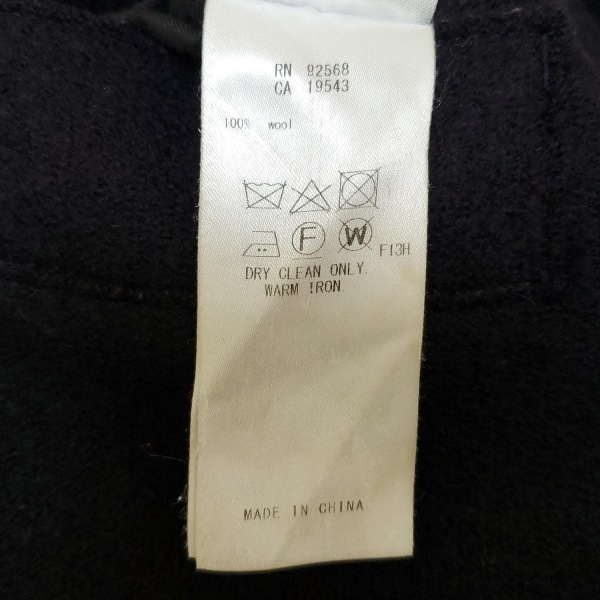 RN 92568
CA 19543
100% wool
F W F13H
DRY CLEAN ONLY.
WARM IRON
MADE IN CHINA